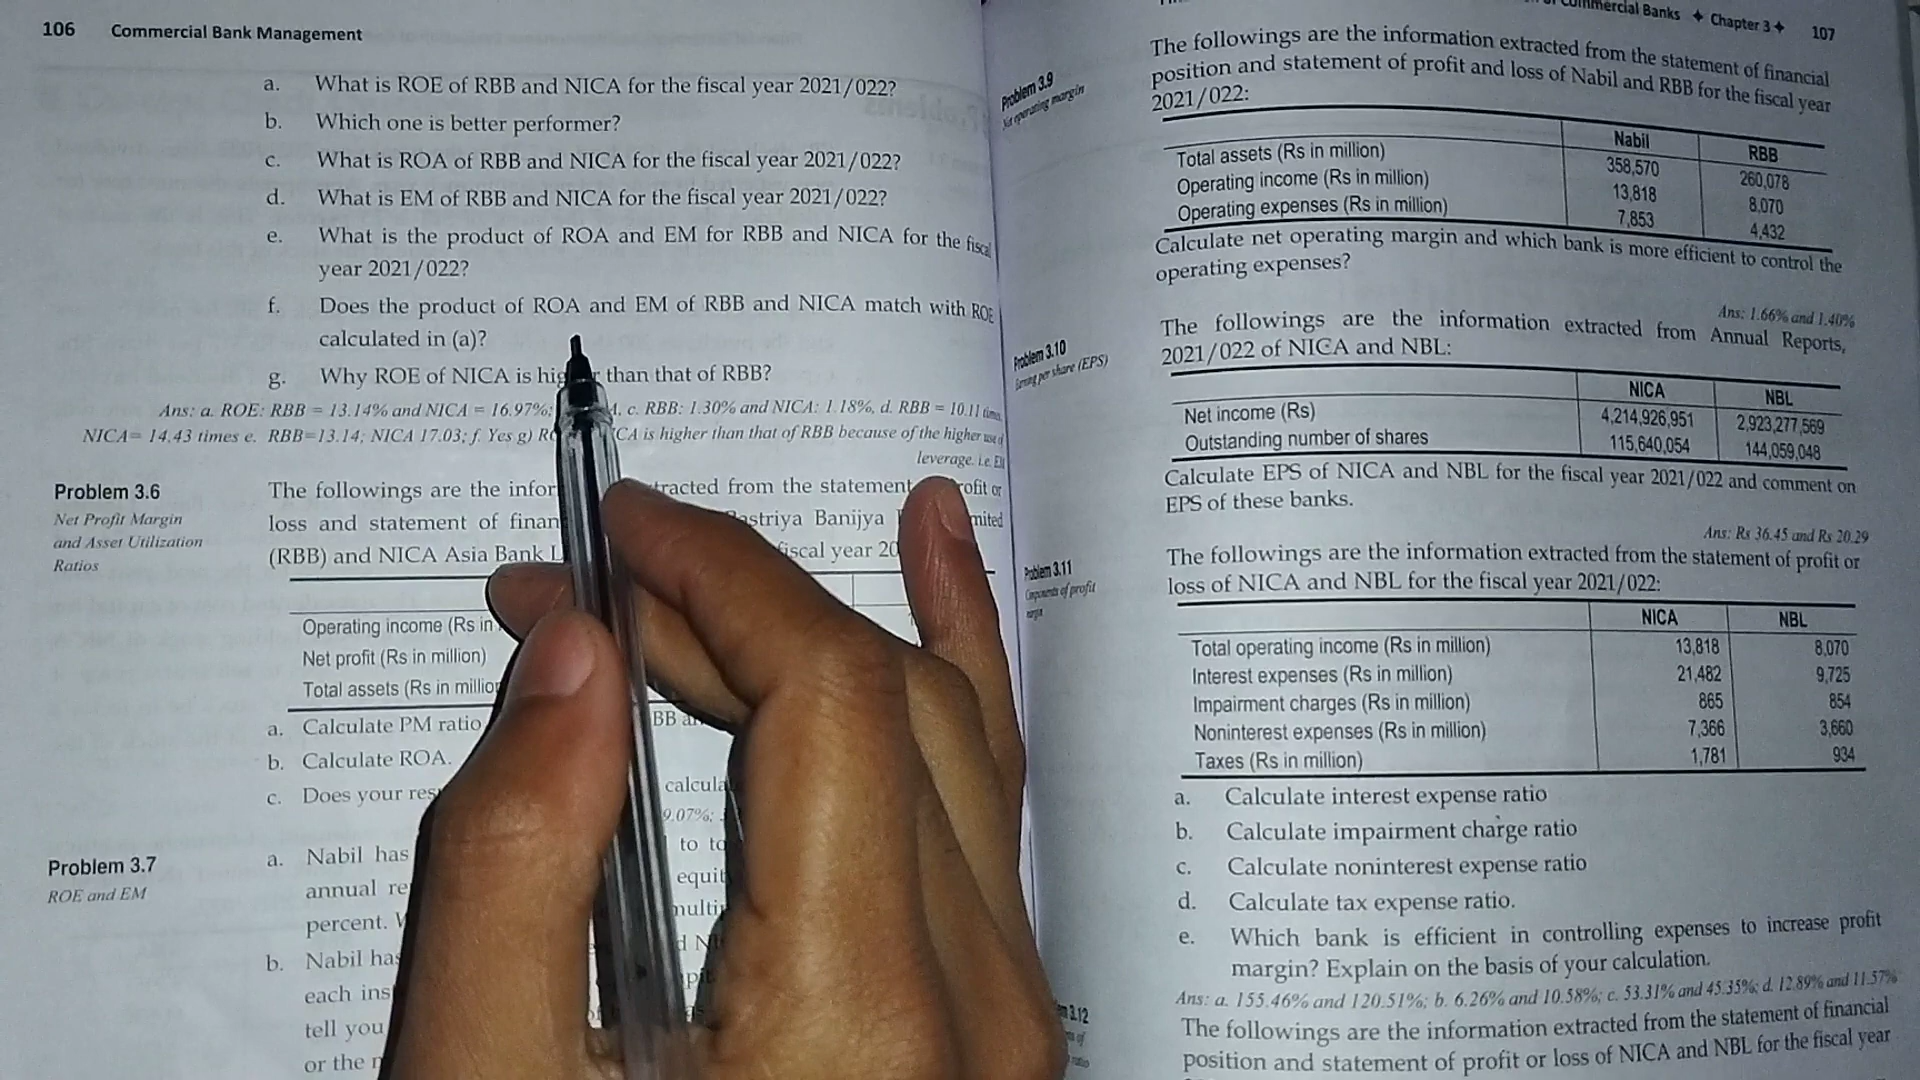 106 Commercial Bank Management
a. What is ROE of RBB and NICA for the fiscal year 2021/022?
b. Which one is better performer?
c. What is ROA of RBB and NICA for the fiscal year 2021/022?
d. What is EM of RBB and NICA for the fiscal year 2021/022?
e. What is the product of ROA and EM for RBB and NICA for the fiscal
year 2021/022?
f. Does the product of ROA and EM of RBB and NICA match with ROE
calculated in (a)?
g. Why ROE of NICA is than that of RBB?
Ans: a. ROE: RBB = 13.14% and NICA = 16.97%; c. RBB: 1.30% and NICA: 1.18%, d. RBB = 10.11 times
NICA= 14.43 times e. RBB=13.14; NICA 17.03; f. Yes g) is higher than that of RBB because of the higher use of
leverage. i.e. EM
Problem 3.6
Net Profit Margin
and Asset Utilization
Ratios
The followings are the from the statement or
loss and statement of Banijya
(RBB) and NICA Asia Bank year
Operating income (Rs in
Net profit (Rs in million)
Total assets (Rs in
a. Calculate PM ratio
b. Calculate ROA.
c. Does your
9.07%;
Problem 3.7
ROE and EM
a. Nabil has to
annual
percent.
b. Nabil has
each
tell you
or the
Commercial Banks ✦ Chapter 3 ✦ 107
Problem 3.9
Net operating margin
The followings are the information extracted from the statement of financial
position and statement of profit and loss of Nabil and RBB for the fiscal year
2021/022:
Nabil RBB
Total assets (Rs in million) 358,570 260,078
Operating income (Rs in million) 13,818 8,070
Operating expenses (Rs in million) 7,853 4,432
Calculate net operating margin and which bank is more efficient to control the
operating expenses?
Ans: 1.66% and 1.40%
Problem 3.10
Earning per share (EPS)
The followings are the information extracted from Annual Reports,
2021/022 of NICA and NBL:
NICA NBL
Net income (Rs) 4,214,926,951 2,923,277,569
Outstanding number of shares 115,640,054 144,059,048
Calculate EPS of NICA and NBL for the fiscal year 2021/022 and comment on
EPS of these banks.
Ans: Rs 36.45 and Rs 20.29
Problem 3.11
Components of profit
margin
The followings are the information extracted from the statement of profit or
loss of NICA and NBL for the fiscal year 2021/022:
NICA NBL
Total operating income (Rs in million) 13,818 8,070
Interest expenses (Rs in million) 21,482 9,725
Impairment charges (Rs in million) 865 854
Noninterest expenses (Rs in million) 7,366 3,660
Taxes (Rs in million) 1,781 934
a. Calculate interest expense ratio
b. Calculate impairment charge ratio
c. Calculate noninterest expense ratio
d. Calculate tax expense ratio.
e. Which bank is efficient in controlling expenses to increase profit
margin? Explain on the basis of your calculation.
Ans: a. 155.46% and 120.51%; b. 6.26% and 10.58%; c. 53.31% and 45.35%; d. 12.89% and 11.57%
3.12
The followings are the information extracted from the statement of financial
position and statement of profit or loss of NICA and NBL for the fiscal year